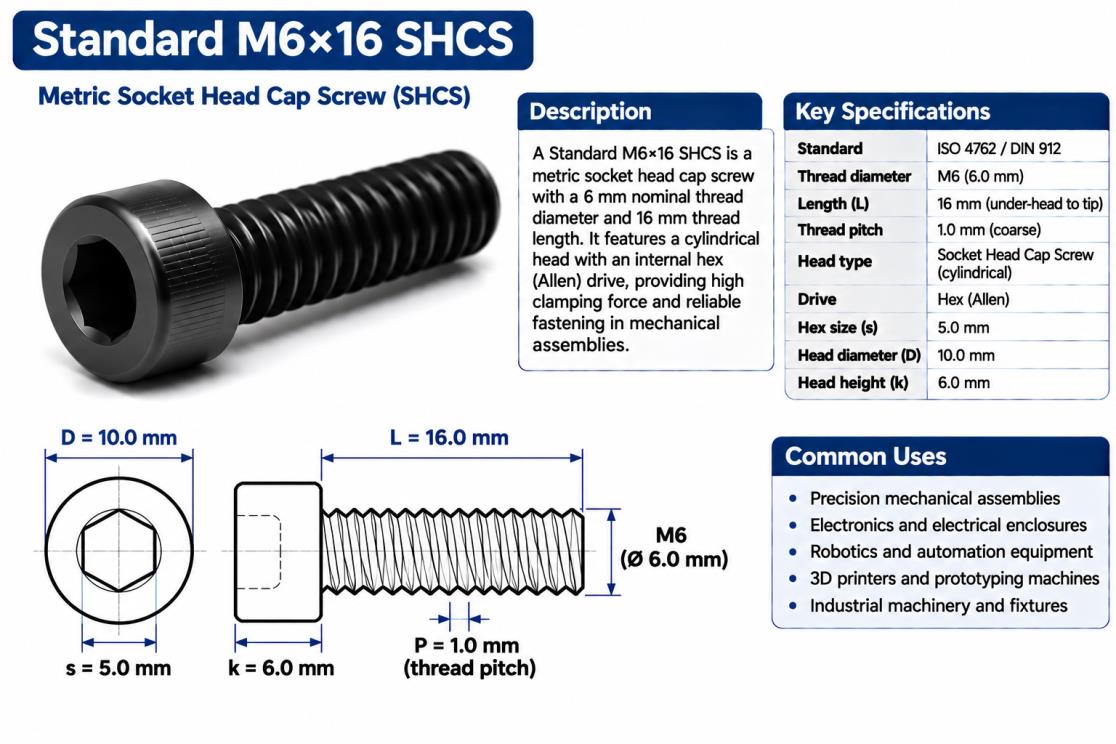 Standard M6×16 SHCS
Metric Socket Head Cap Screw (SHCS)
Description
A Standard M6×16 SHCS is a
metric socket head cap screw
with a 6 mm nominal thread
diameter and 16 mm thread
length. It features a cylindrical
head with an internal hex
(Allen) drive, providing high
clamping force and reliable
fastening in mechanical
assemblies.
Key Specifications
Standard ISO 4762 / DIN 912
Thread diameter M6 (6.0 mm)
Length (L) 16 mm (under-head to tip)
Thread pitch 1.0 mm (coarse)
Head type Socket Head Cap Screw
(cylindrical)
Drive Hex (Allen)
Hex size (s) 5.0 mm
Head diameter (D) 10.0 mm
Head height (k) 6.0 mm
D = 10.0 mm
L = 16.0 mm
M6
(Ø 6.0 mm)
s = 5.0 mm
k = 6.0 mm
P = 1.0 mm
(thread pitch)
Common Uses
• Precision mechanical assemblies
• Electronics and electrical enclosures
• Robotics and automation equipment
• 3D printers and prototyping machines
• Industrial machinery and fixtures